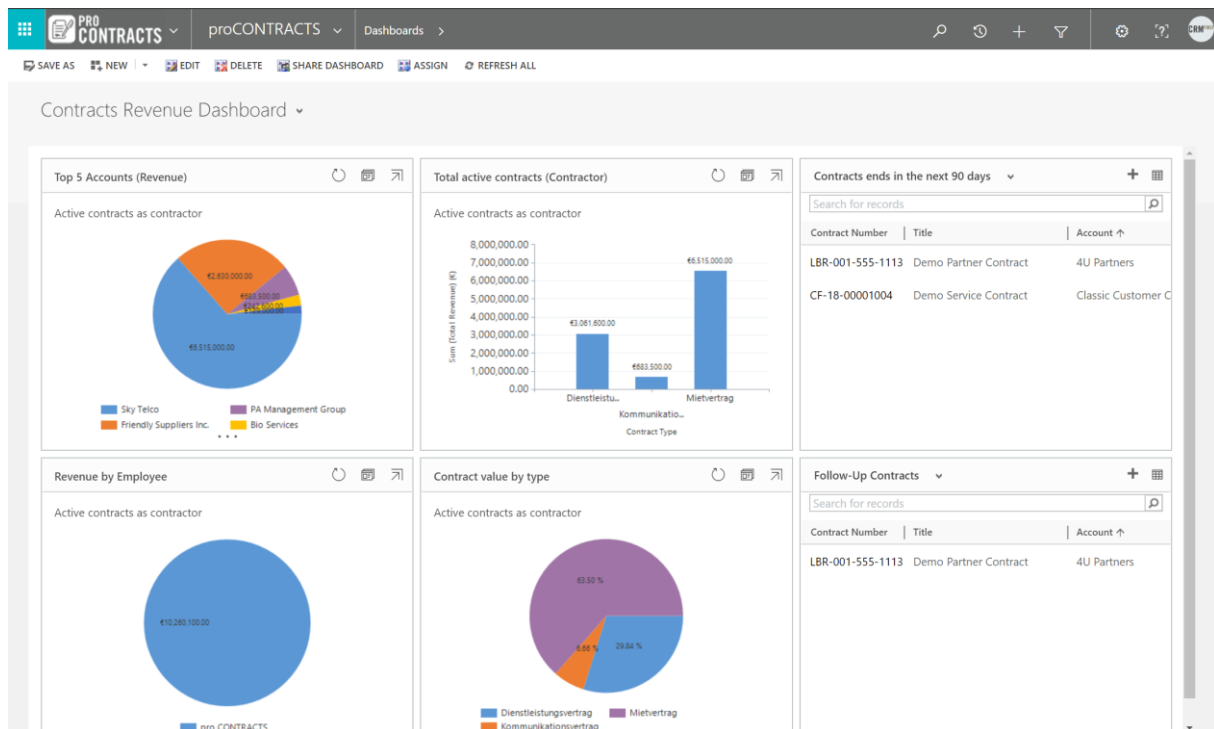 PRO
CONTRACTS
proCONTRACTS
Dashboards >
CRM
SAVE AS NEW EDIT DELETE SHARE DASHBOARD ASSIGN REFRESH ALL
Contracts Revenue Dashboard
Top 5 Accounts (Revenue)
Active contracts as contractor
€2,630,000.00
€683,500.00
€6,515,000.00
Sky Telco
PA Management Group
Friendly Suppliers Inc.
Bio Services
Total active contracts (Contractor)
Active contracts as contractor
8,000,000.00
7,000,000.00
6,000,000.00
5,000,000.00
4,000,000.00
3,000,000.00
2,000,000.00
1,000,000.00
0.00
Sum (Total Revenue) (€)
€3,061,600.00
€683,500.00
€6,515,000.00
Dienstleistu...
Kommunikatio...
Mietvertrag
Contract Type
Contracts ends in the next 90 days
Search for records
Contract Number Title Account
LBR-001-555-1113 Demo Partner Contract 4U Partners
CF-18-00001004 Demo Service Contract Classic Customer C
Revenue by Employee
Active contracts as contractor
€10,260,100.00
pro CONTRACTS
Contract value by type
Active contracts as contractor
63.50 %
6.66 %
29.84 %
Dienstleistungsvertrag
Mietvertrag
Kommunikationsvertrag
Follow-Up Contracts
Search for records
Contract Number Title Account
LBR-001-555-1113 Demo Partner Contract 4U Partners